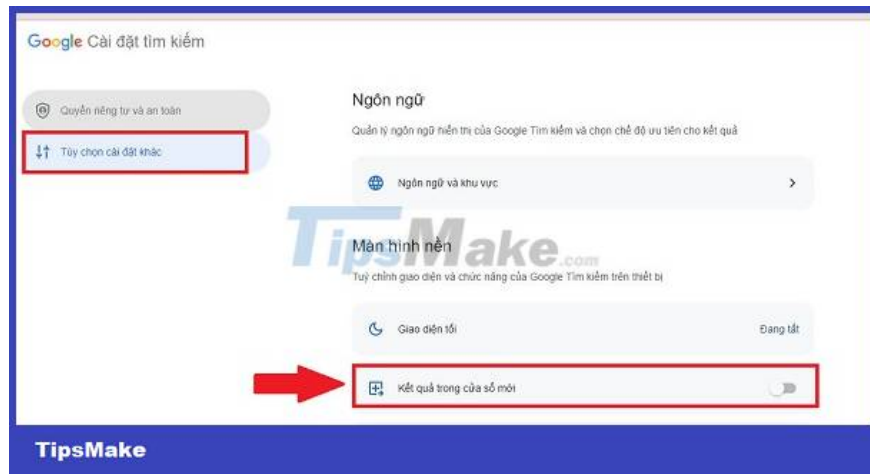 Google Cài đặt tìm kiếm
Quyền riêng tư và an toàn
Tùy chọn cài đặt khác
Ngôn ngữ
Quản lý ngôn ngữ hiển thị của Google Tìm kiếm và chọn chế độ ưu tiên cho kết quả
Ngôn ngữ và khu vực
TipsMake.com
Màn hình nền
Tuỳ chỉnh giao diện và chức năng của Google Tìm kiếm trên thiết bị
Giao diện tối
Đang tắt
Kết quả trong cửa sổ mới
TipsMake